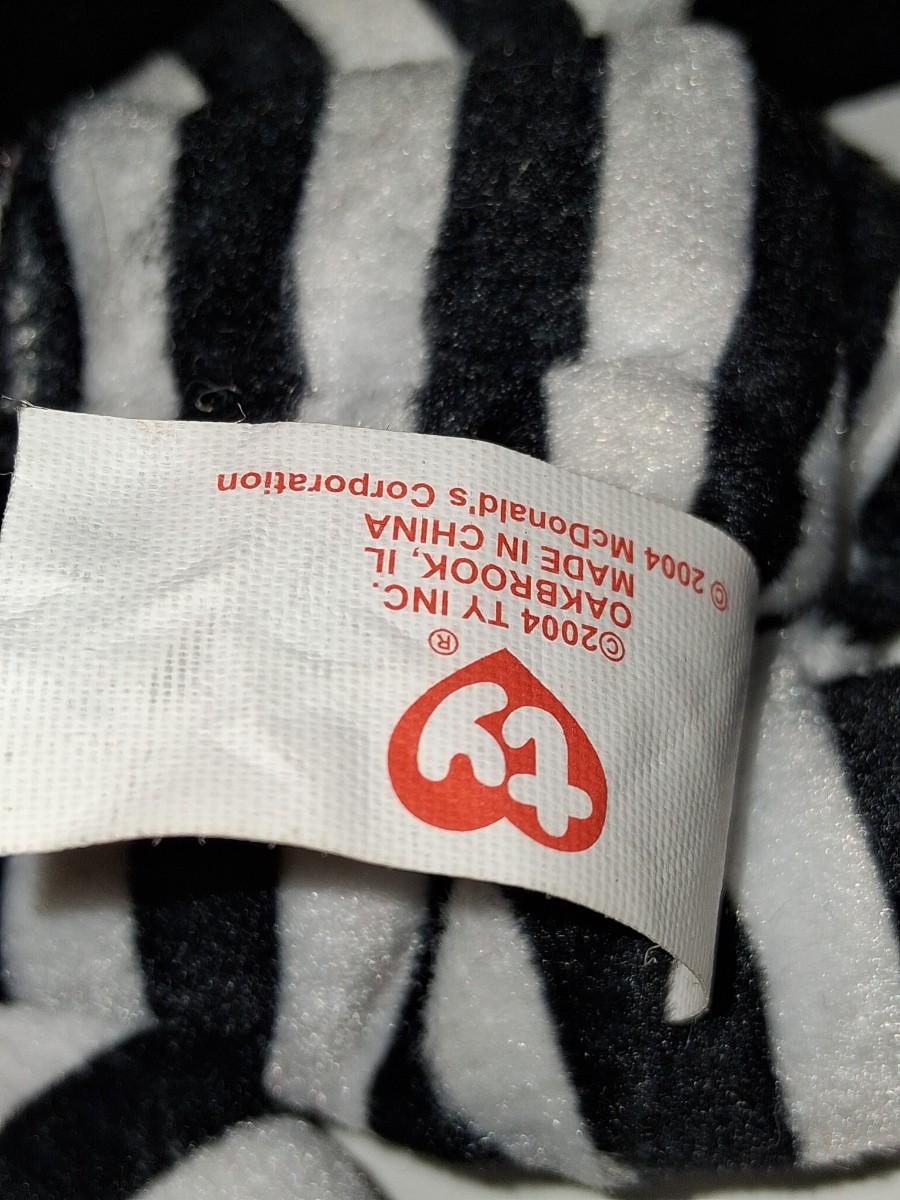 ty ®
©2004 TY INC.
OAKBROOK, IL
MADE IN CHINA
© 2004 McDonald's Corporation